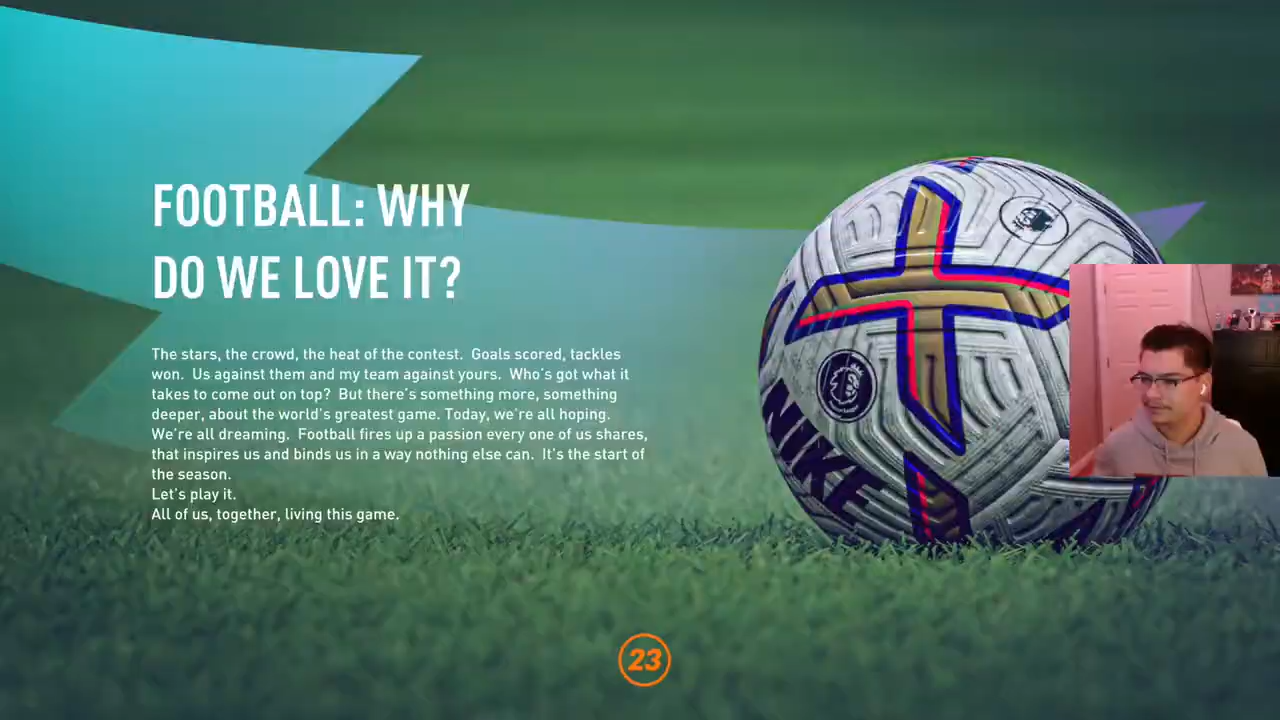 FOOTBALL: WHY
DO WE LOVE IT?
The stars, the crowd, the heat of the contest.  Goals scored, tackles
won.  Us against them and my team against yours.  Who's got what it
takes to come out on top?  But there's something more, something
deeper, about the world's greatest game. Today, we're all hoping.
We're all dreaming.  Football fires up a passion every one of us shares,
that inspires us and binds us in a way nothing else can.  It's the start of
the season.
Let's play it.
All of us, together, living this game.
NIKE
23